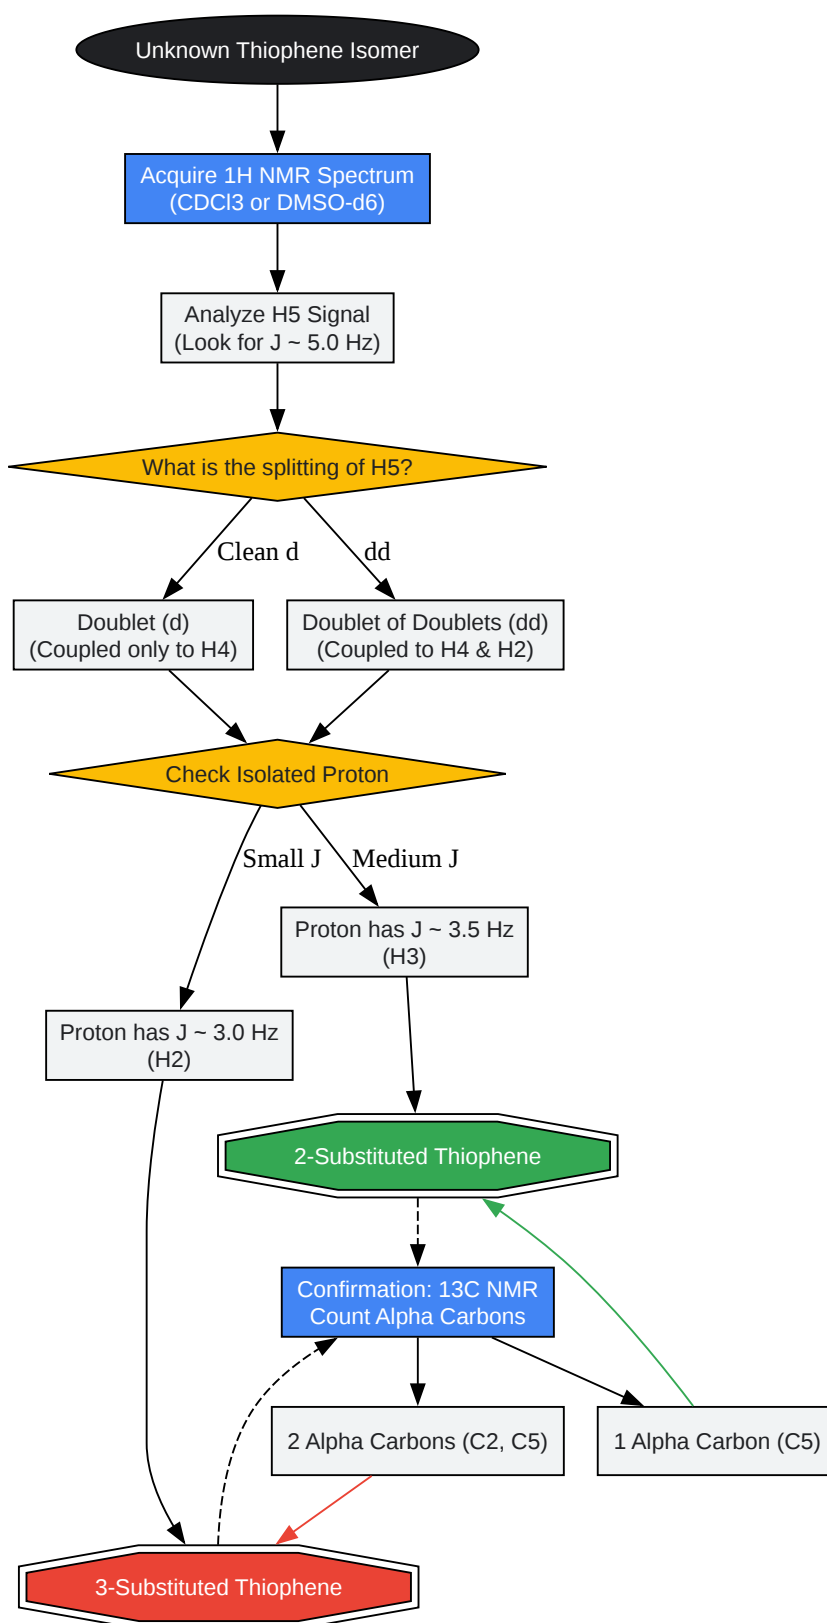 Unknown Thiophene Isomer
Acquire 1H NMR Spectrum
(CDCl3 or DMSO-d6)
Analyze H5 Signal
(Look for J ~ 5.0 Hz)
What is the splitting of H5?
Clean d
dd
Doublet (d)
(Coupled only to H4)
Doublet of Doublets (dd)
(Coupled to H4 & H2)
Check Isolated Proton
Small J
Medium J
Proton has J ~ 3.5 Hz
(H3)
Proton has J ~ 3.0 Hz
(H2)
2-Substituted Thiophene
Confirmation: 13C NMR
Count Alpha Carbons
2 Alpha Carbons (C2, C5)
1 Alpha Carbon (C5)
3-Substituted Thiophene